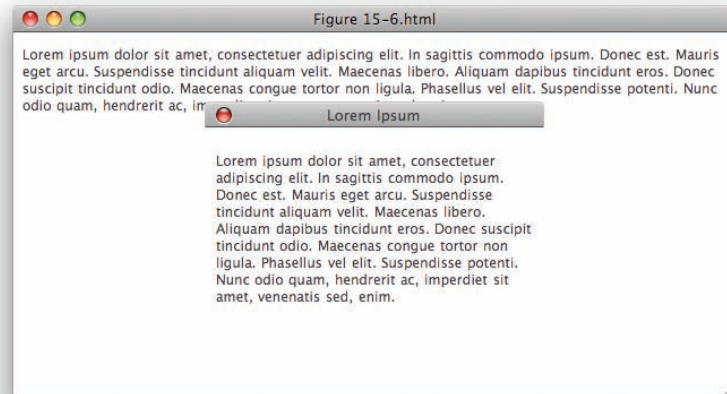 Figure 15-6.html
Lorem ipsum dolor sit amet, consectetuer adipiscing elit. In sagittis commodo ipsum. Donec est. Mauris
eget arcu. Suspendisse tincidunt aliquam velit. Maecenas libero. Aliquam dapibus tincidunt eros. Donec
suscipit tincidunt odio. Maecenas congue tortor non ligula. Phasellus vel elit. Suspendisse potenti. Nunc
odio quam, hendrerit ac,
Lorem Ipsum
Lorem ipsum dolor sit amet, consectetuer
adipiscing elit. In sagittis commodo ipsum.
Donec est. Mauris eget arcu. Suspendisse
tincidunt aliquam velit. Maecenas libero.
Aliquam dapibus tincidunt eros. Donec suscipit
tincidunt odio. Maecenas congue tortor non
ligula. Phasellus vel elit. Suspendisse potenti.
Nunc odio quam, hendrerit ac, imperdiet sit
amet, venenatis sed, enim.